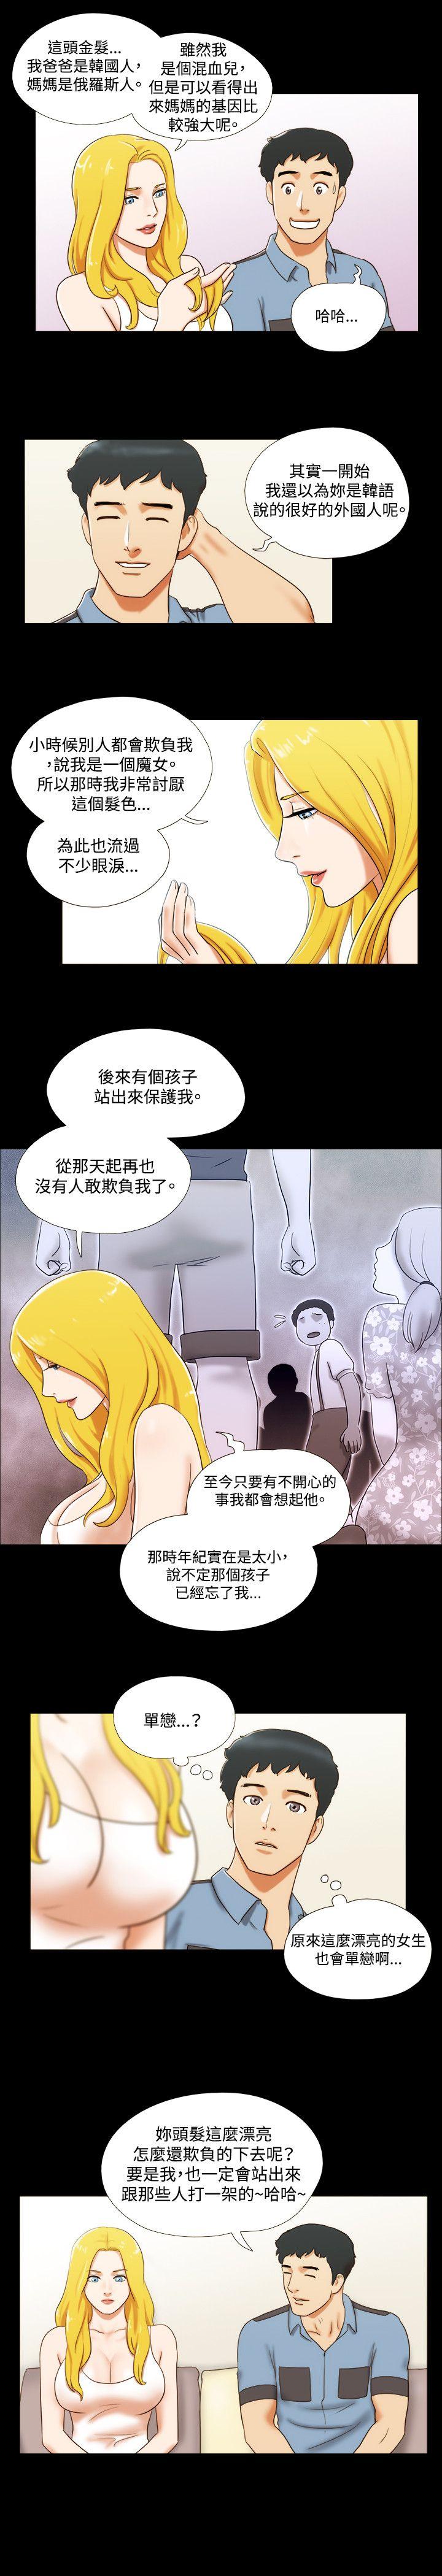 這頭金髮...
我爸爸是韓國人，
媽媽是俄羅斯人。
雖然我
是個混血兒，
但是可以看得出
來媽媽的基因比
較強大呢。
哈哈...
其實一開始
我還以為妳是韓語
說的很好的外國人呢。
小時候別人都會欺負我
，說我是一個魔女。
所以那時我非常討厭
這個髮色...
為此也流過
不少眼淚...
後來有個孩子
站出來保護我。
從那天起再也
沒有人敢欺負我了。
至今只要有不開心的
事我都會想起他。
那時年紀實在是太小，
說不定那個孩子
已經忘了我...
單戀...？
原來這麼漂亮的女生
也會單戀啊...
妳頭髮這麼漂亮
怎麼還欺負的下去呢？
要是我，也一定會站出來
跟那些人打一架的~哈哈~